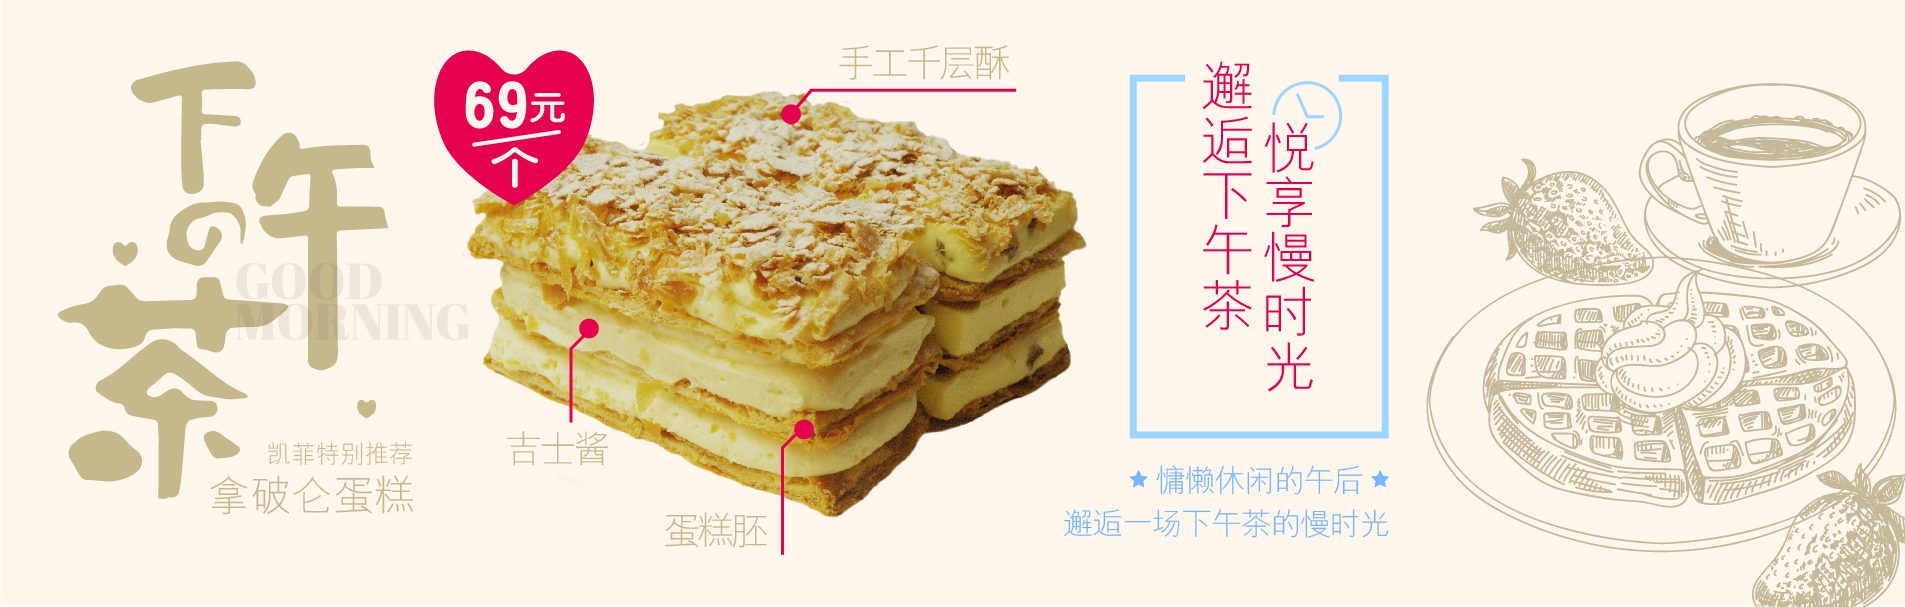 下午の茶
GOOD
MORNING
凯菲特别推荐
拿破仑蛋糕
69元
个
手工千层酥
吉士酱
蛋糕胚
邂逅下午茶
悦享慢时光
★ 慵懒休闲的午后 ★
邂逅一场下午茶的慢时光